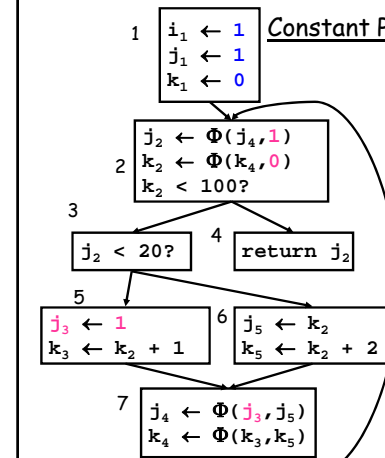 Constant P
1
i₁ ← 1
j₁ ← 1
k₁ ← 0
2
j₂ ← Φ(j₄,1)
k₂ ← Φ(k₄,0)
k₂ < 100?
3
j₂ < 20?
4
return j₂
5
j₃ ← 1
k₃ ← k₂ + 1
6
j₅ ← k₂
k₅ ← k₂ + 2
7
j₄ ← Φ(j₃,j₅)
k₄ ← Φ(k₃,k₅)